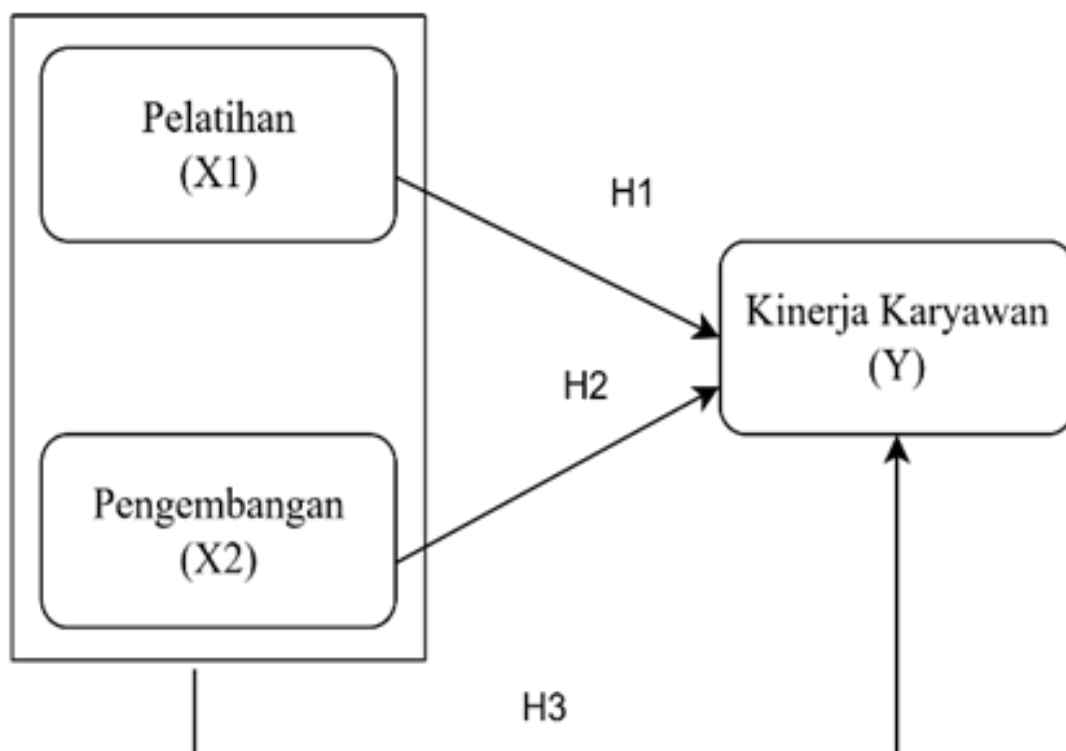 Pelatihan
(X1)
H1
Kinerja Karyawan
(Y)
H2
Pengembangan
(X2)
H3